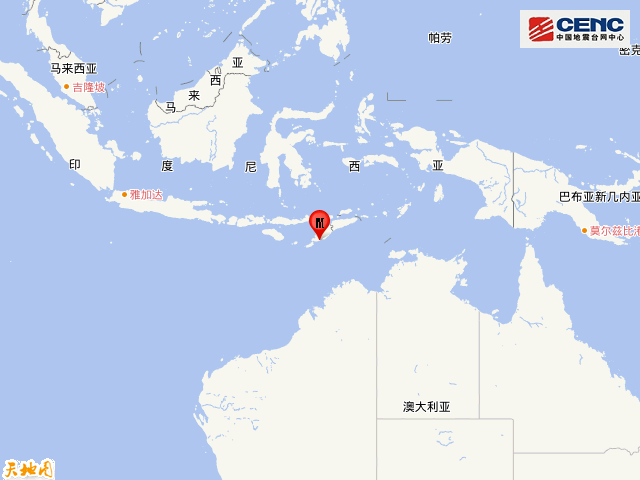 CENC
中国地震台网中心
帕劳
密克
马来西亚
吉隆坡
马来西亚
印度尼西亚
雅加达
巴布亚新几内亚
莫尔兹比港
M
澳大利亚
天地图